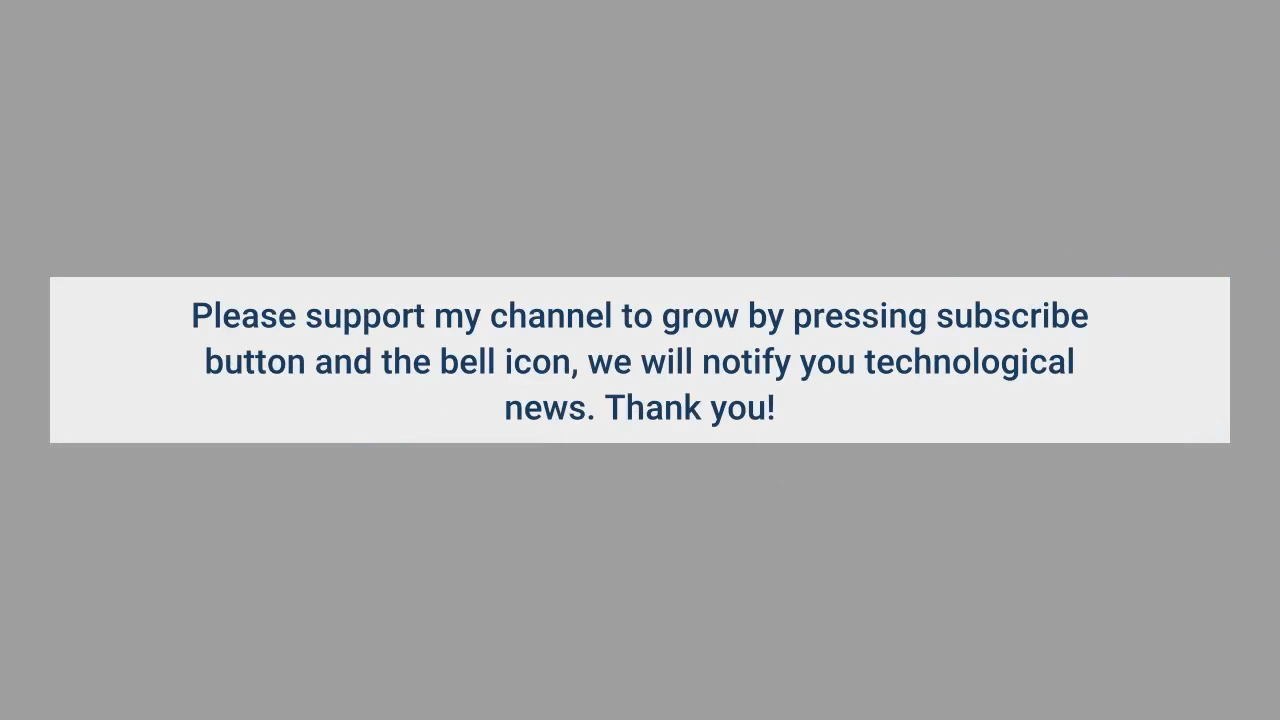 Please support my channel to grow by pressing subscribe
button and the bell icon, we will notify you technological
news. Thank you!